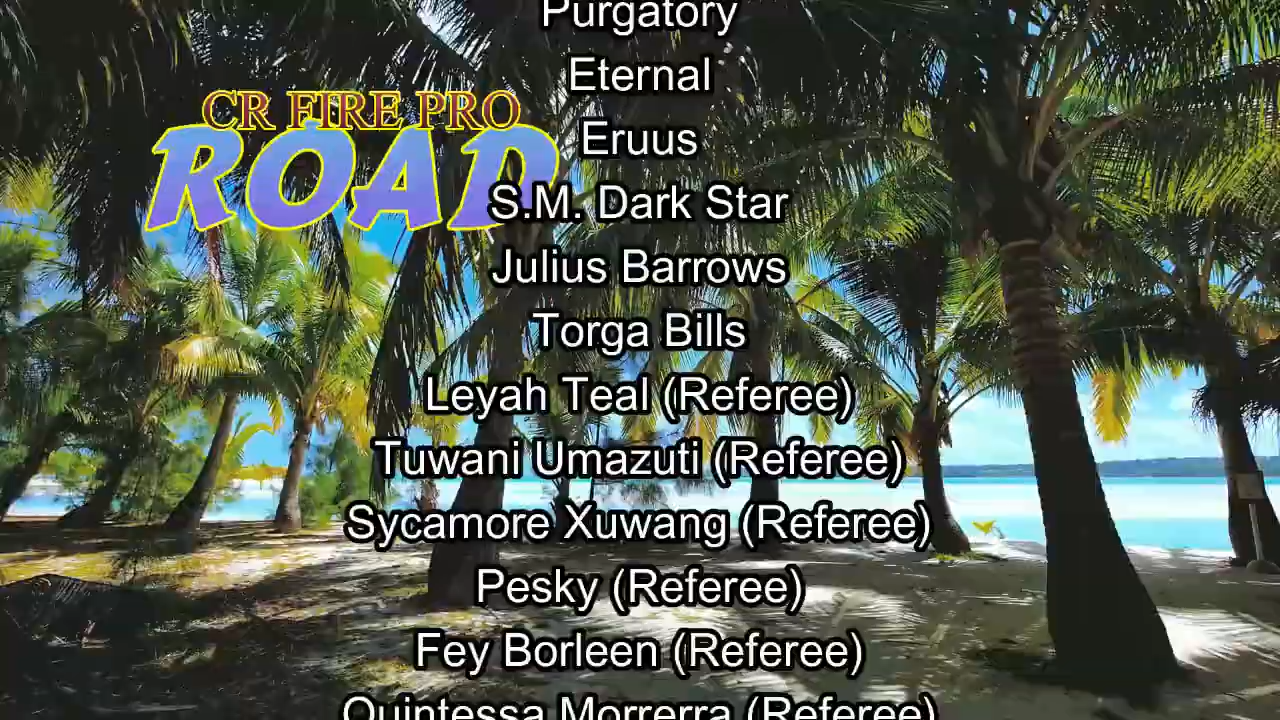 Purgatory
Eternal
CR FIRE PRO
ROAD
Eruus
S.M. Dark Star
Julius Barrows
Torga Bills
Leyah Teal (Referee)
Tuwani Umazuti (Referee)
Sycamore Xuwang (Referee)
Pesky (Referee)
Fey Borleen (Referee)
Quintessa Morrerra (Referee)